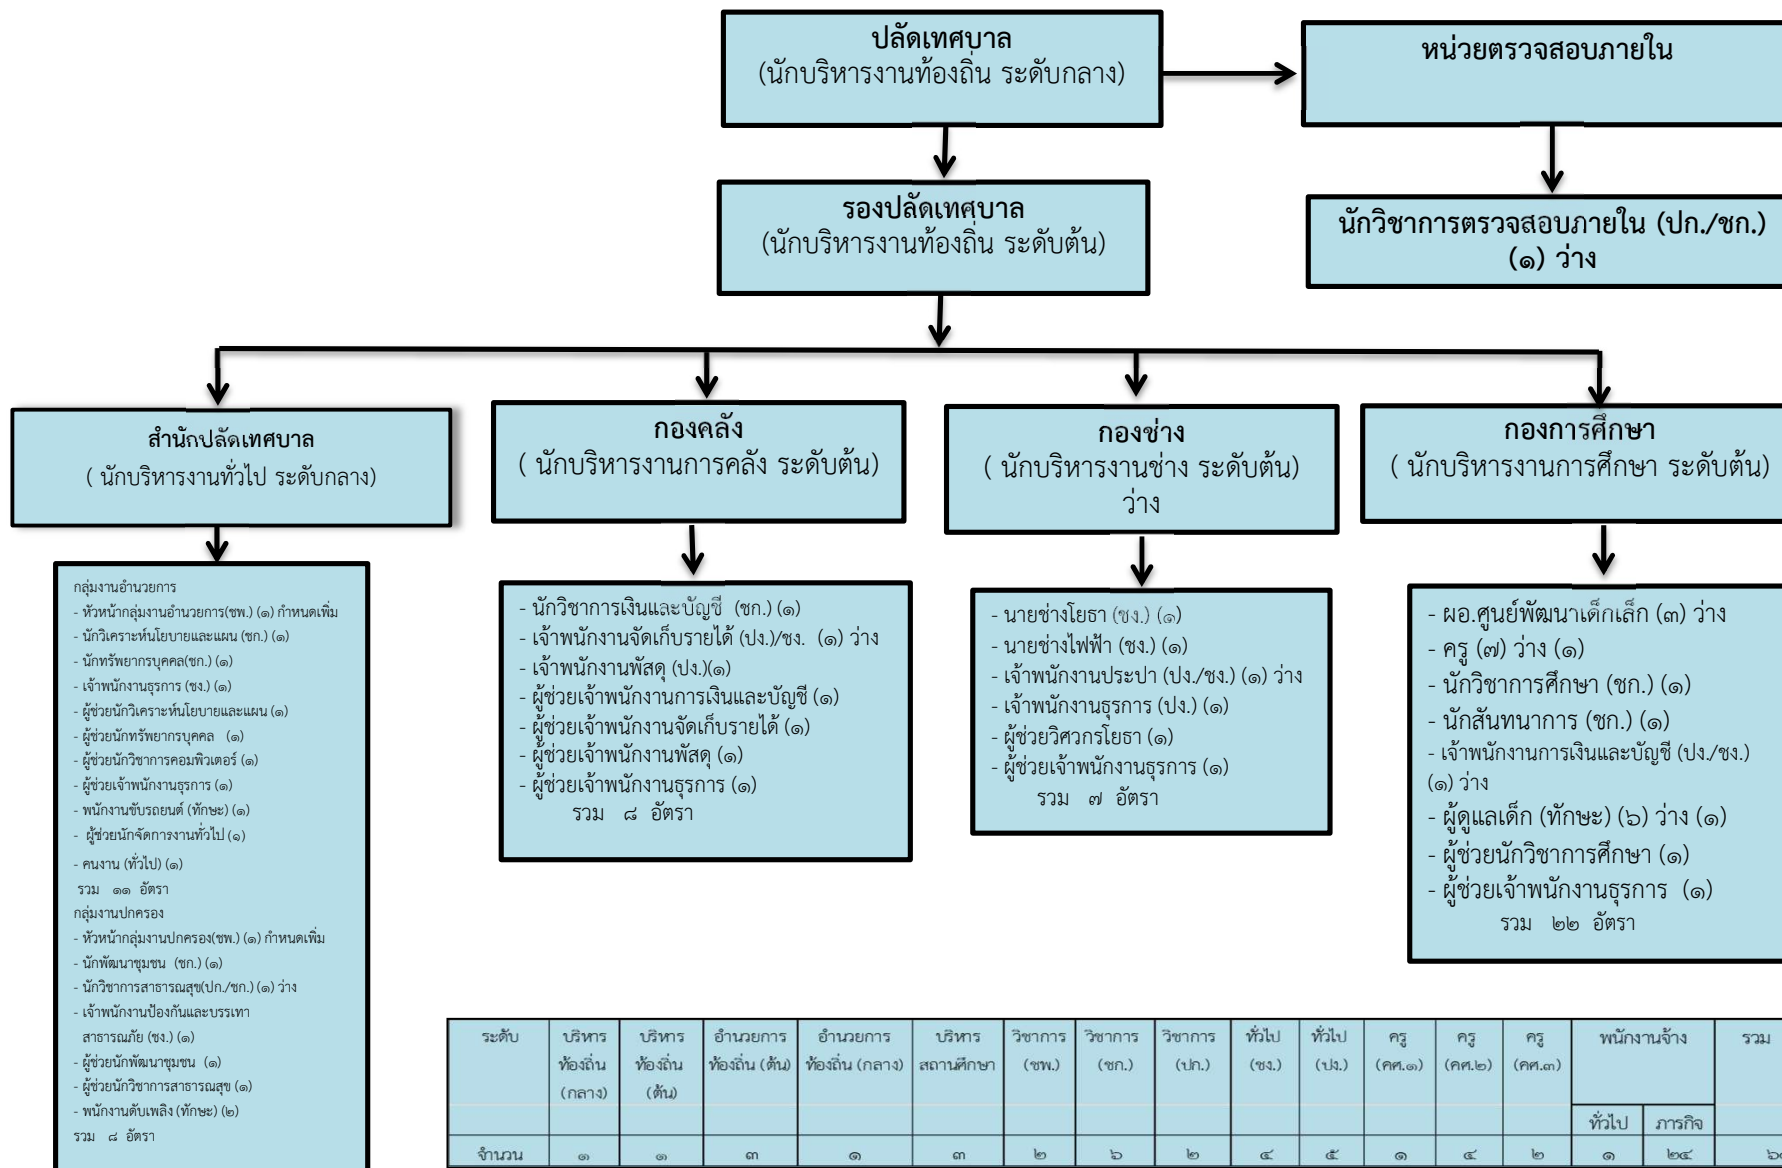 ปลัดเทศบาล
(นักบริหารงานท้องถิ่น ระดับกลาง)
หน่วยตรวจสอบภายใน
รองปลัดเทศบาล
(นักบริหารงานท้องถิ่น ระดับต้น)
นักวิชาการตรวจสอบภายใน (ปก./ชก.)
(๑) ว่าง
สำนักปลัดเทศบาล
( นักบริหารงานทั่วไป ระดับกลาง)
กองคลัง
( นักบริหารงานการคลัง ระดับต้น)
กองช่าง
( นักบริหารงานช่าง ระดับต้น)
ว่าง
กองการศึกษา
( นักบริหารงานการศึกษา ระดับต้น)
กลุ่มงานอำนวยการ
- หัวหน้ากลุ่มงานอำนวยการ(ชพ.) (๑) กำหนดเพิ่ม
- นักวิเคราะห์นโยบายและแผน (ชก.) (๑)
- นักทรัพยากรบุคคล(ชก.) (๑)
- เจ้าพนักงานธุรการ (ชง.) (๑)
- ผู้ช่วยนักวิเคราะห์นโยบายและแผน (๑)
- ผู้ช่วยนักทรัพยากรบุคคล (๑)
- ผู้ช่วยนักวิชาการคอมพิวเตอร์ (๑)
- ผู้ช่วยเจ้าพนักงานธุรการ (๑)
- พนักงานขับรถยนต์ (ทักษะ) (๑)
- ผู้ช่วยนักจัดการงานทั่วไป (๑)
- คนงาน (ทั่วไป) (๑)
รวม ๑๑ อัตรา
กลุ่มงานปกครอง
- หัวหน้ากลุ่มงานปกครอง(ชพ.) (๑) กำหนดเพิ่ม
- นักพัฒนาชุมชน (ชก.) (๑)
- นักวิชาการสาธารณสุข(ปก./ชก.) (๑) ว่าง
- เจ้าพนักงานป้องกันและบรรเทา
สาธารณภัย (ชง.) (๑)
- ผู้ช่วยนักพัฒนาชุมชน (๑)
- ผู้ช่วยนักวิชาการสาธารณสุข (๑)
- พนักงานดับเพลิง (ทักษะ) (๒)
รวม ๘ อัตรา
- นักวิชาการเงินและบัญชี (ชก.) (๑)
- เจ้าพนักงานจัดเก็บรายได้ (ปง.)/ชง. (๑) ว่าง
- เจ้าพนักงานพัสดุ (ปง.)(๑)
- ผู้ช่วยเจ้าพนักงานการเงินและบัญชี (๑)
- ผู้ช่วยเจ้าพนักงานจัดเก็บรายได้ (๑)
- ผู้ช่วยเจ้าพนักงานพัสดุ (๑)
- ผู้ช่วยเจ้าพนักงานธุรการ (๑)
รวม ๘ อัตรา
- นายช่างโยธา (ชง.) (๑)
- นายช่างไฟฟ้า (ชง.) (๑)
- เจ้าพนักงานประปา (ปง./ชง.) (๑) ว่าง
- เจ้าพนักงานธุรการ (ปง.) (๑)
- ผู้ช่วยวิศวกรโยธา (๑)
- ผู้ช่วยเจ้าพนักงานธุรการ (๑)
รวม ๗ อัตรา
- ผอ.ศูนย์พัฒนาเด็กเล็ก (๓) ว่าง
- ครู (๗) ว่าง (๑)
- นักวิชาการศึกษา (ชก.) (๑)
- นักสันทนาการ (ชก.) (๑)
- เจ้าพนักงานการเงินและบัญชี (ปง./ชง.)
(๑) ว่าง
- ผู้ดูแลเด็ก (ทักษะ) (๖) ว่าง (๑)
- ผู้ช่วยนักวิชาการศึกษา (๑)
- ผู้ช่วยเจ้าพนักงานธุรการ (๑)
รวม ๒๒ อัตรา
ระดับ บริหาร บริหาร อำนวยการ อำนวยการ บริหาร วิชาการ วิชาการ วิชาการ ทั่วไป ทั่วไป ครู ครู ครู พนักงานจ้าง รวม
ท้องถิ่น ท้องถิ่น ท้องถิ่น (ต้น) ท้องถิ่น (กลาง) สถานศึกษา (ชพ.) (ชก.) (ปก.) (ชง.) (ปง.) (คศ.๑) (คศ.๒) (คศ.๓)
(กลาง) (ต้น)
ทั่วไป ภารกิจ
จำนวน ๑ ๑ ๓ ๑ ๓ ๒ ๖ ๒ ๔ ๕ ๑ ๔ ๒ ๑ ๒๔